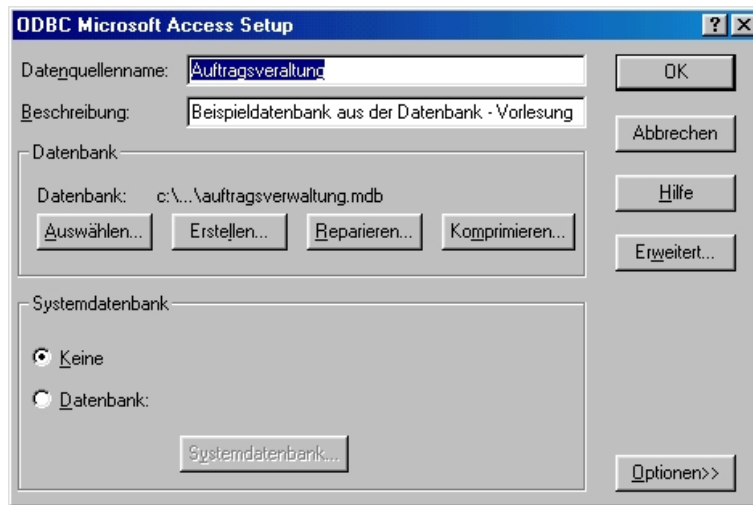 ODBC Microsoft Access Setup
Datenquellenname: Auftragsveraltung
Beschreibung: Beispieldatenbank aus der Datenbank - Vorlesung
OK
Abbrechen
Hilfe
Erweitert...
Optionen>>
Datenbank
Datenbank: c:\...\auftragsverwaltung.mdb
Auswählen... Erstellen... Reparieren... Komprimieren...
Systemdatenbank
Keine
Datenbank:
Systemdatenbank...